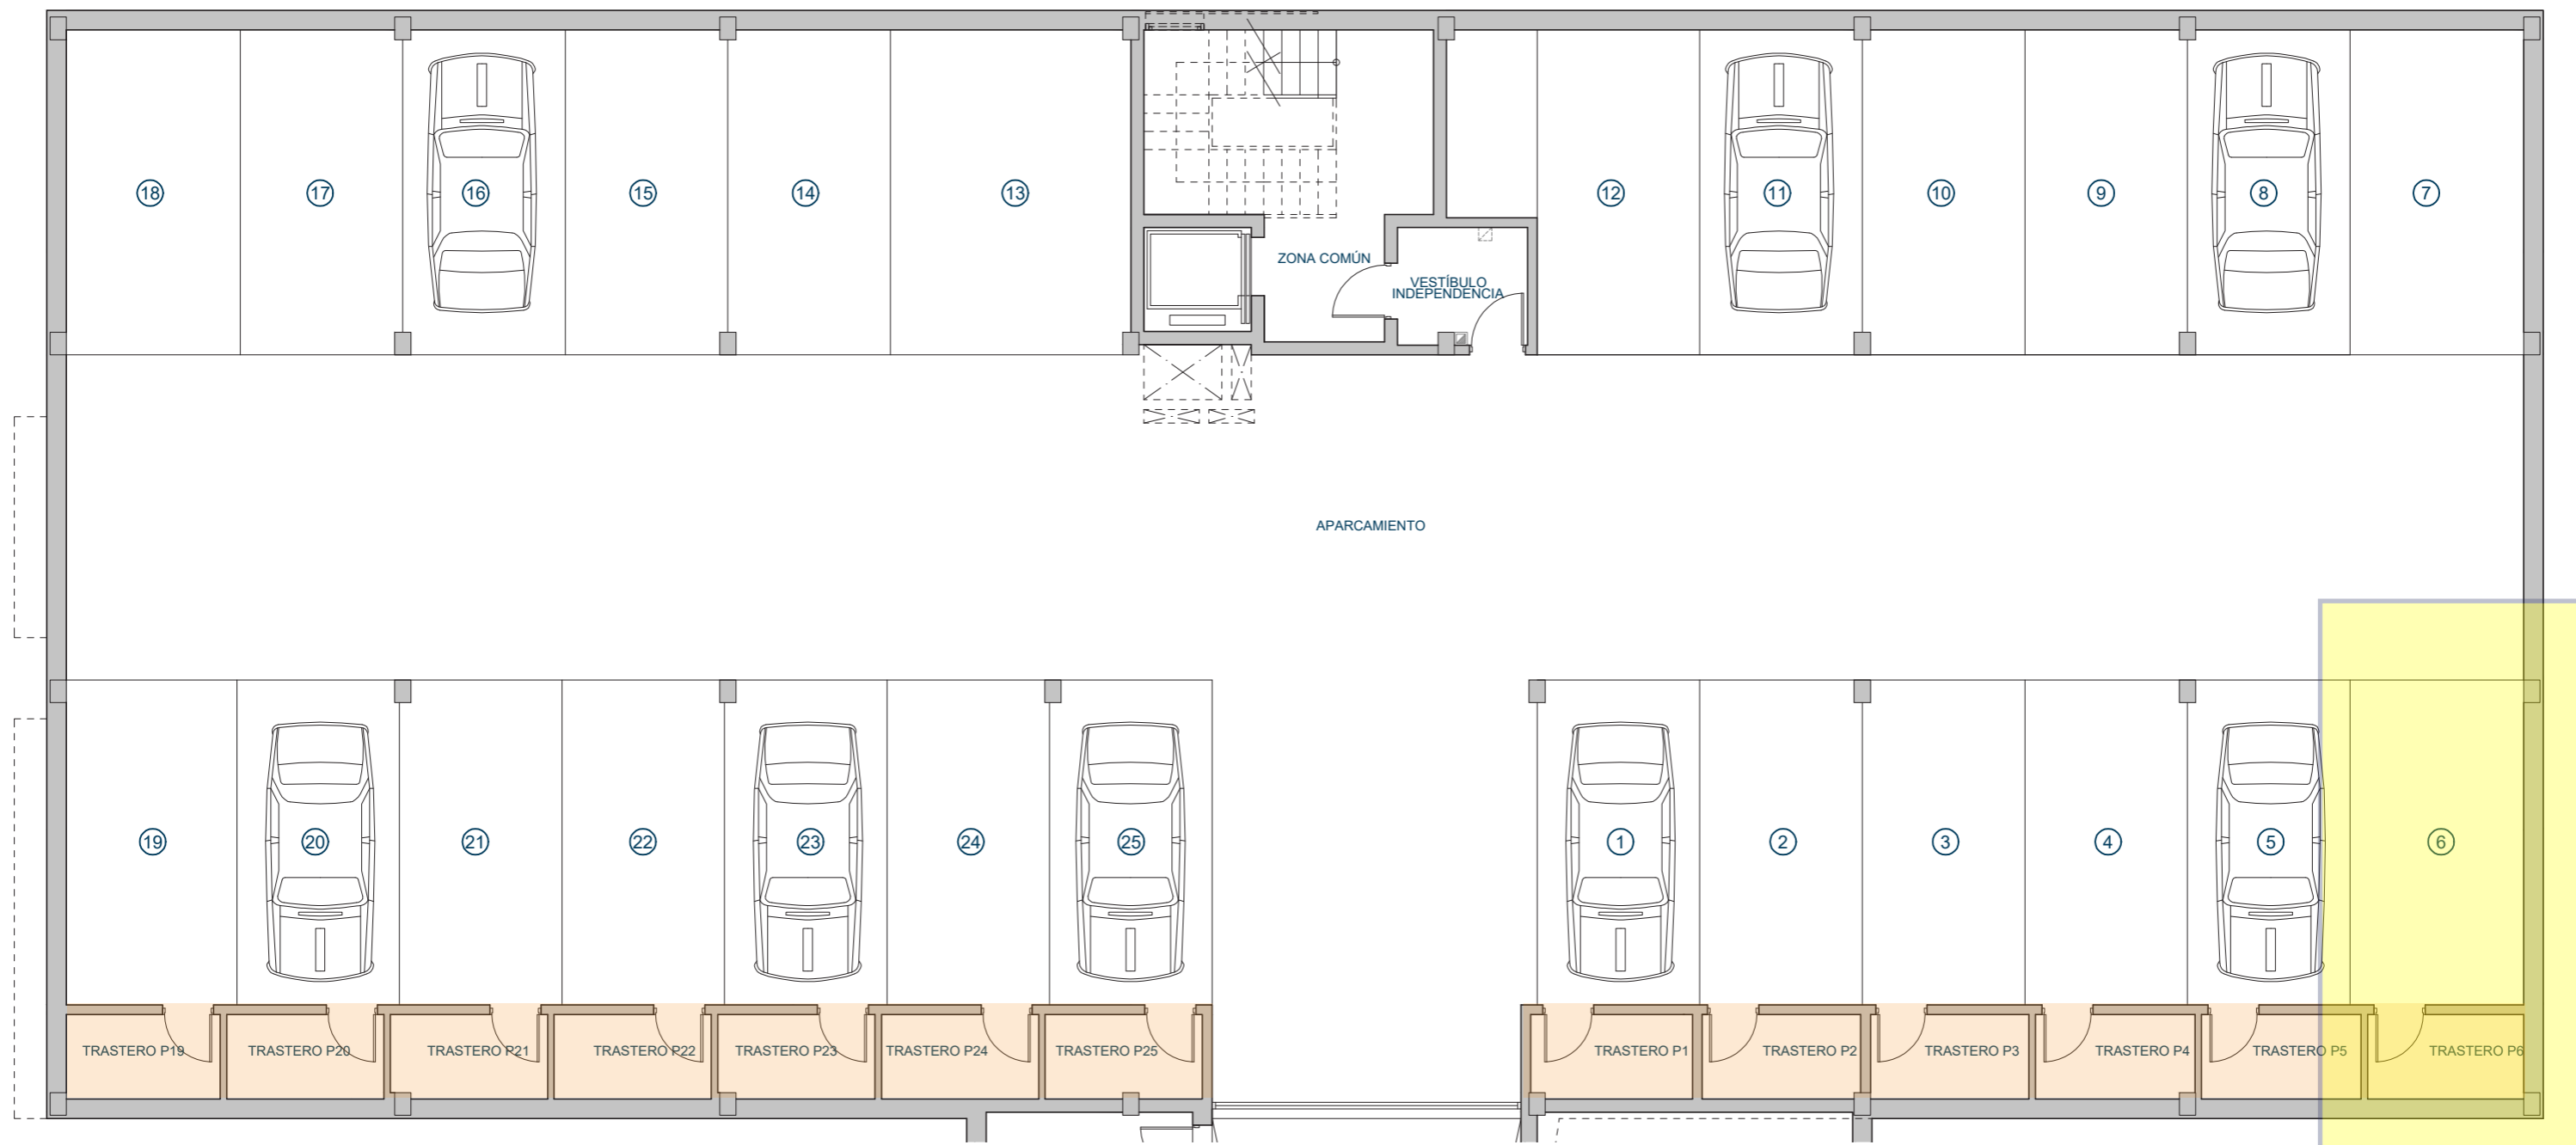 18
17
16
15
14
13
12
11
10
9
8
7
ZONA COMÚN
VESTÍBULO
INDEPENDENCIA
APARCAMIENTO
19
20
21
22
23
24
25
1
2
3
4
5
6
TRASTERO P19
TRASTERO P20
TRASTERO P21
TRASTERO P22
TRASTERO P23
TRASTERO P24
TRASTERO P25
TRASTERO P1
TRASTERO P2
TRASTERO P3
TRASTERO P4
TRASTERO P5
TRASTERO P6